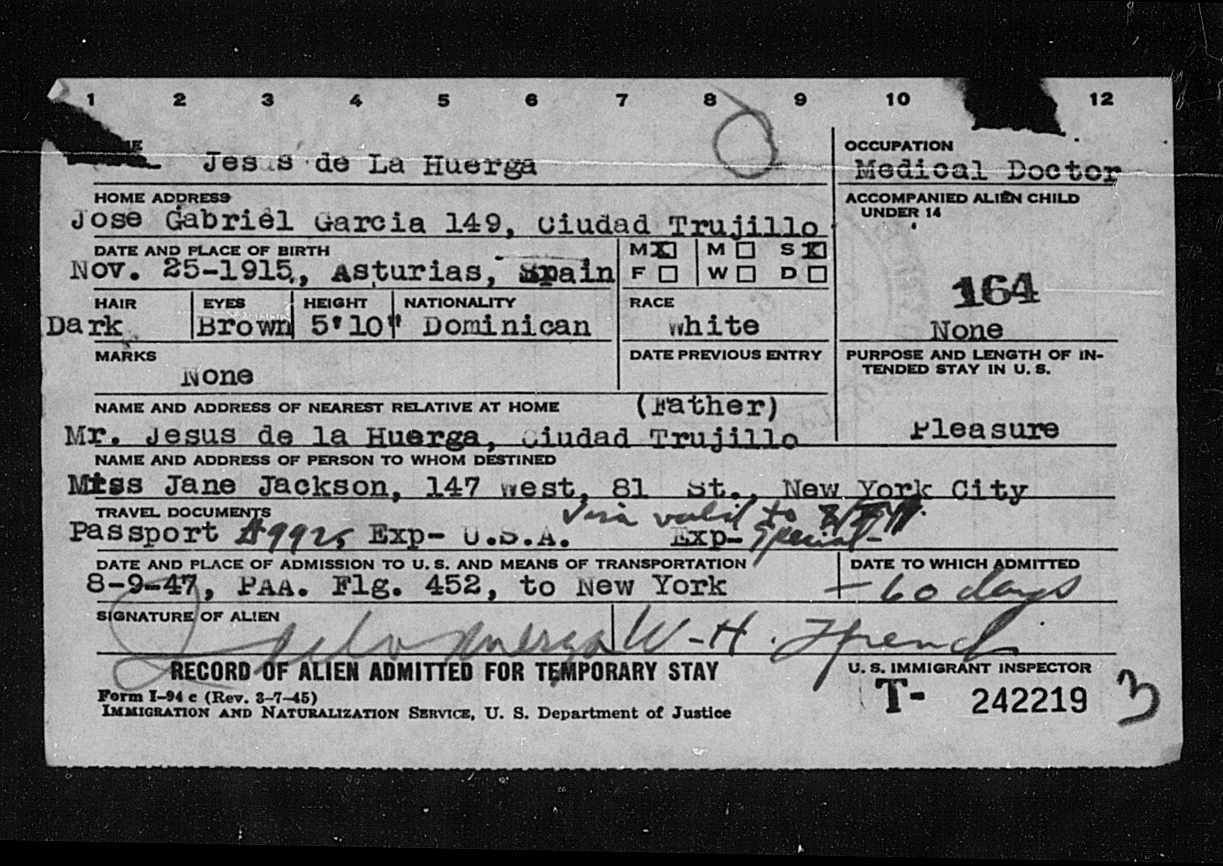 1 2 3 4 5 6 7 8 9 10 12
Jesus de La Huerga
OCCUPATION
Medical Doctor
HOME ADDRESS
Jose Gabriel Garcia 149, Ciudad Trujillo
ACCOMPANIED ALIEN CHILD
UNDER 14
164
None
DATE AND PLACE OF BIRTH
Nov. 25-1915, Asturias, Spain
M X M S X
F W D
HAIR EYES HEIGHT NATIONALITY RACE
Dark Brown 5'10" Dominican White
MARKS
None
DATE PREVIOUS ENTRY
PURPOSE AND LENGTH OF IN-
TENDED STAY IN U. S.
Pleasure
NAME AND ADDRESS OF NEAREST RELATIVE AT HOME (Father)
Mr. Jesus de la Huerga, Ciudad Trujillo
NAME AND ADDRESS OF PERSON TO WHOM DESTINED
Miss Jane Jackson, 147 West, 81 St., New York City
TRAVEL DOCUMENTS Visa valid to
Passport #9925 Exp- U.S.A. Exp- Special-
DATE AND PLACE OF ADMISSION TO U. S. AND MEANS OF TRANSPORTATION
8-9-47, PAA. Flg. 452, to New York
DATE TO WHICH ADMITTED
60 days
SIGNATURE OF ALIEN
W-H.
RECORD OF ALIEN ADMITTED FOR TEMPORARY STAY
U. S. IMMIGRANT INSPECTOR
Form I-94 c (Rev. 3-7-45)
IMMIGRATION AND NATURALIZATION SERVICE, U. S. Department of Justice
T- 242219 3